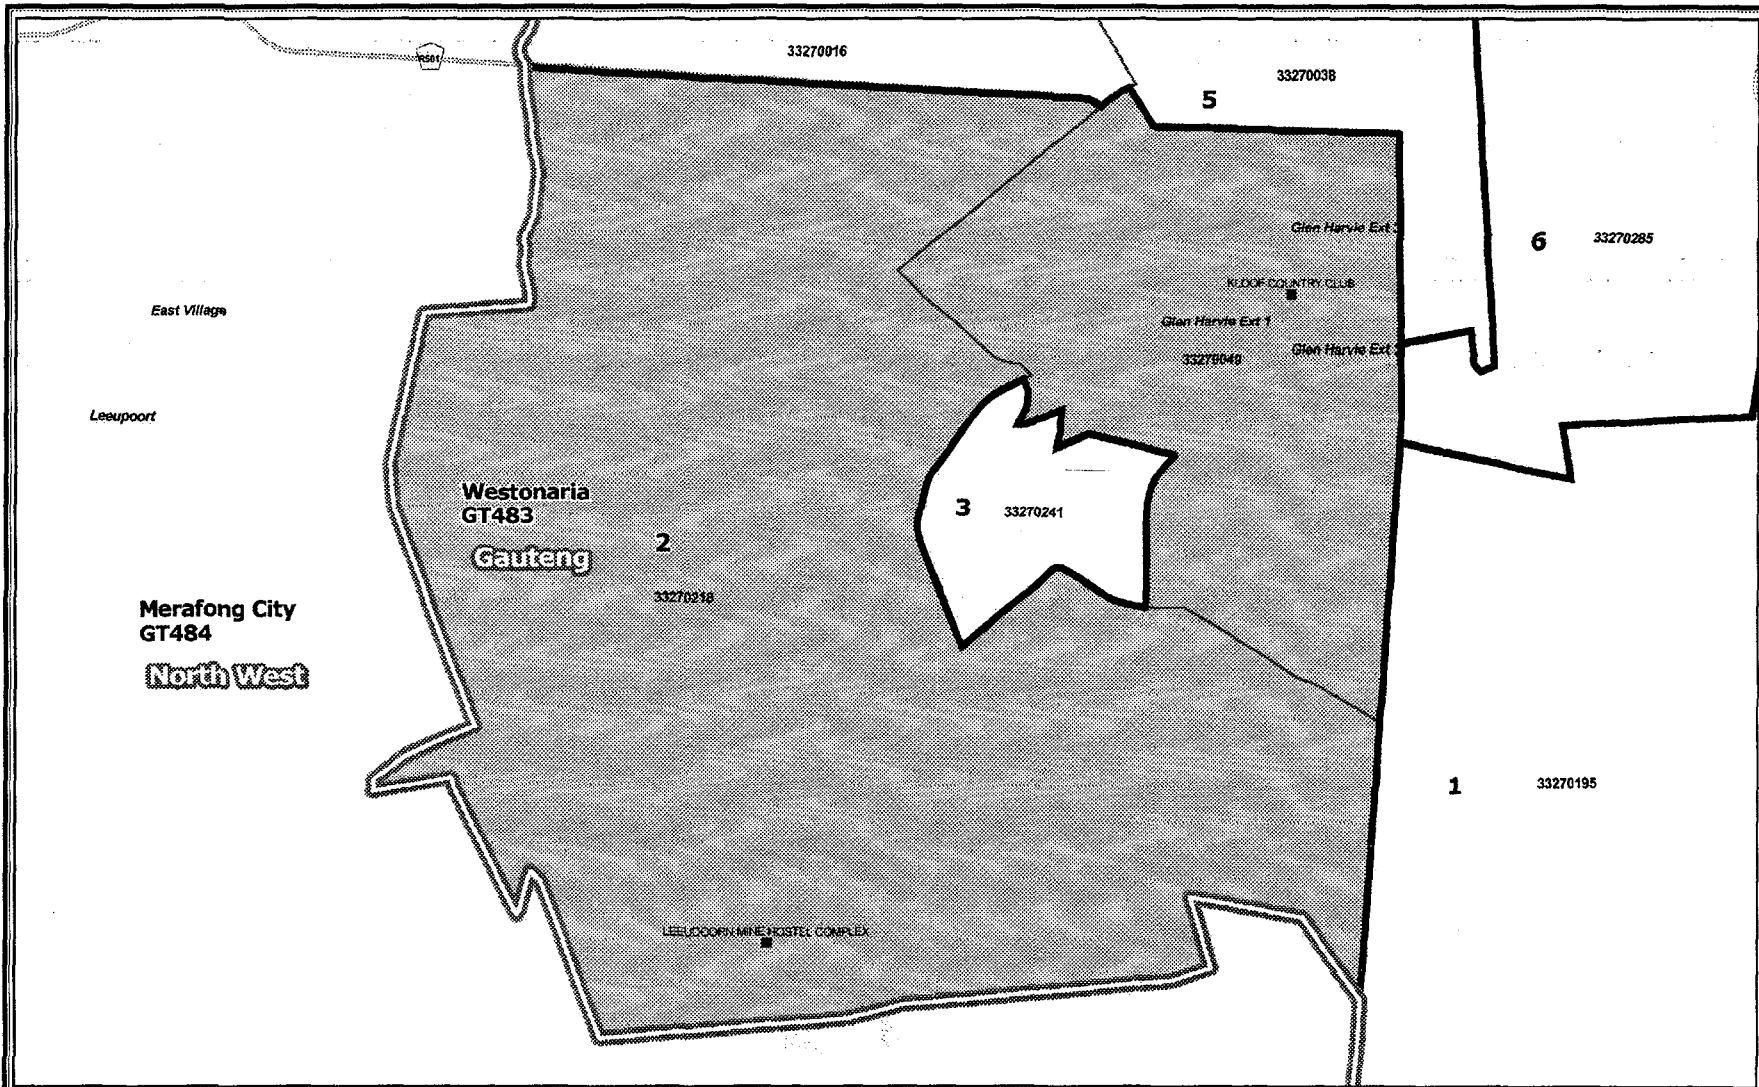 33270016
R501
33270038
5
Glen Harvie Ext
6
33270285
KLOOF COUNTRY CLUB
East Village
Glen Harvie Ext 1
Glen Harvie Ext
33270040
Leeupoort
Westonaria
GT483
3
33270241
Gauteng
2
33270218
Merafong City
GT484
North West
1
33270195
LEEUDOORN MINE HOSTEL COMPLEX